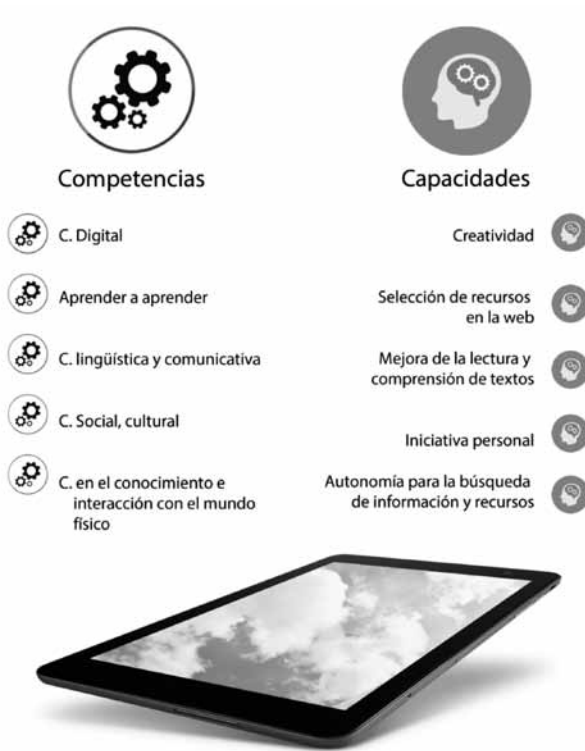 Competencias
C. Digital
Aprender a aprender
C. lingüística y comunicativa
C. Social, cultural
C. en el conocimiento e
interacción con el mundo
físico
Capacidades
Creatividad
Selección de recursos
en la web
Mejora de la lectura y
comprensión de textos
Iniciativa personal
Autonomía para la búsqueda
de información y recursos